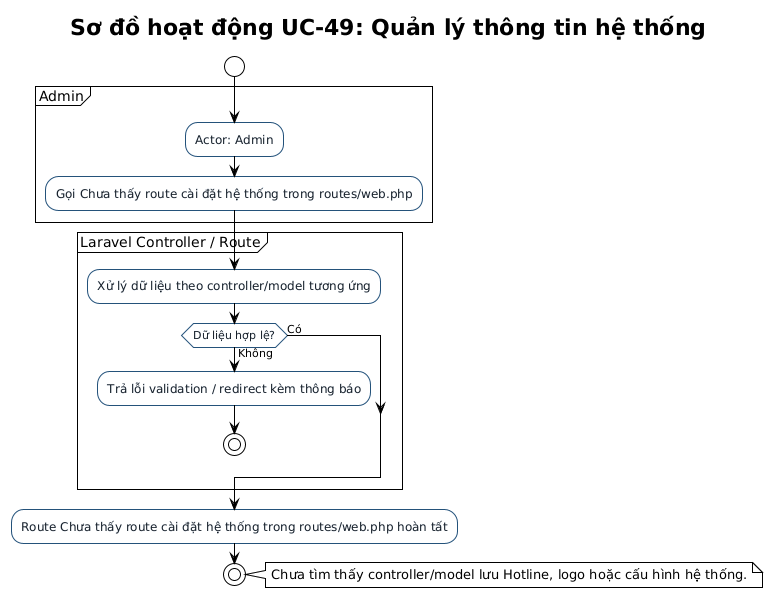 Sơ đồ hoạt động UC-49: Quản lý thông tin hệ thống
Admin
Actor: Admin
Gọi Chưa thấy route cài đặt hệ thống trong routes/web.php
Laravel Controller / Route
Xử lý dữ liệu theo controller/model tương ứng
Dữ liệu hợp lệ?
Có
Không
Trả lỗi validation / redirect kèm thông báo
Route Chưa thấy route cài đặt hệ thống trong routes/web.php hoàn tất
Chưa tìm thấy controller/model lưu Hotline, logo hoặc cấu hình hệ thống.